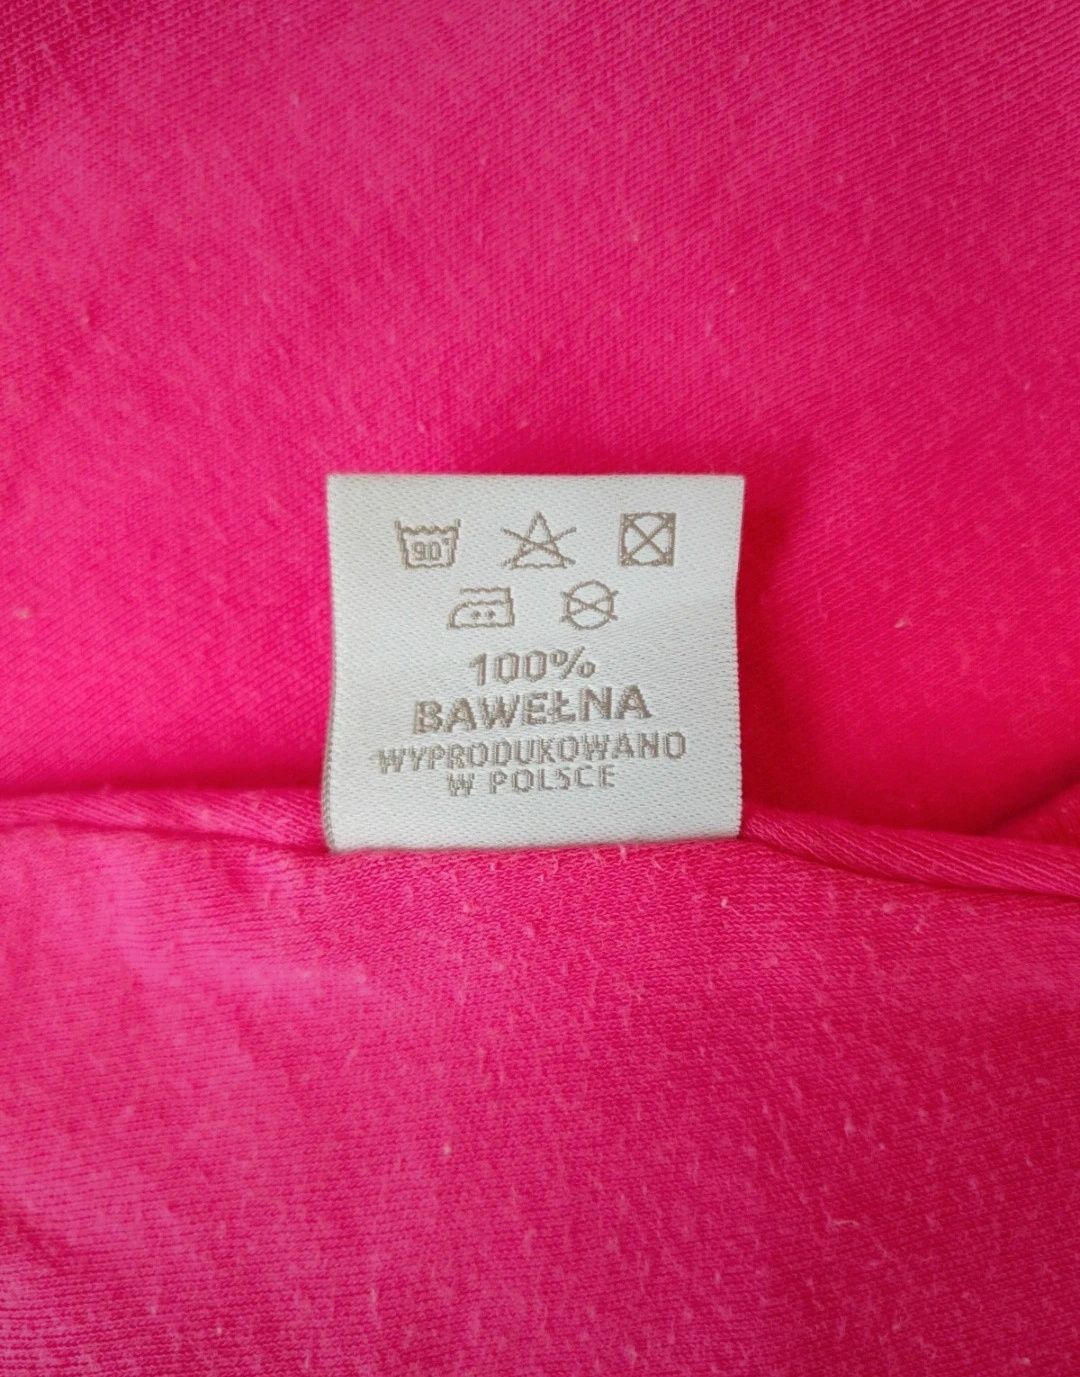 90°
100%
BAWEŁNA
WYPRODUKOWANO
W POLSCE